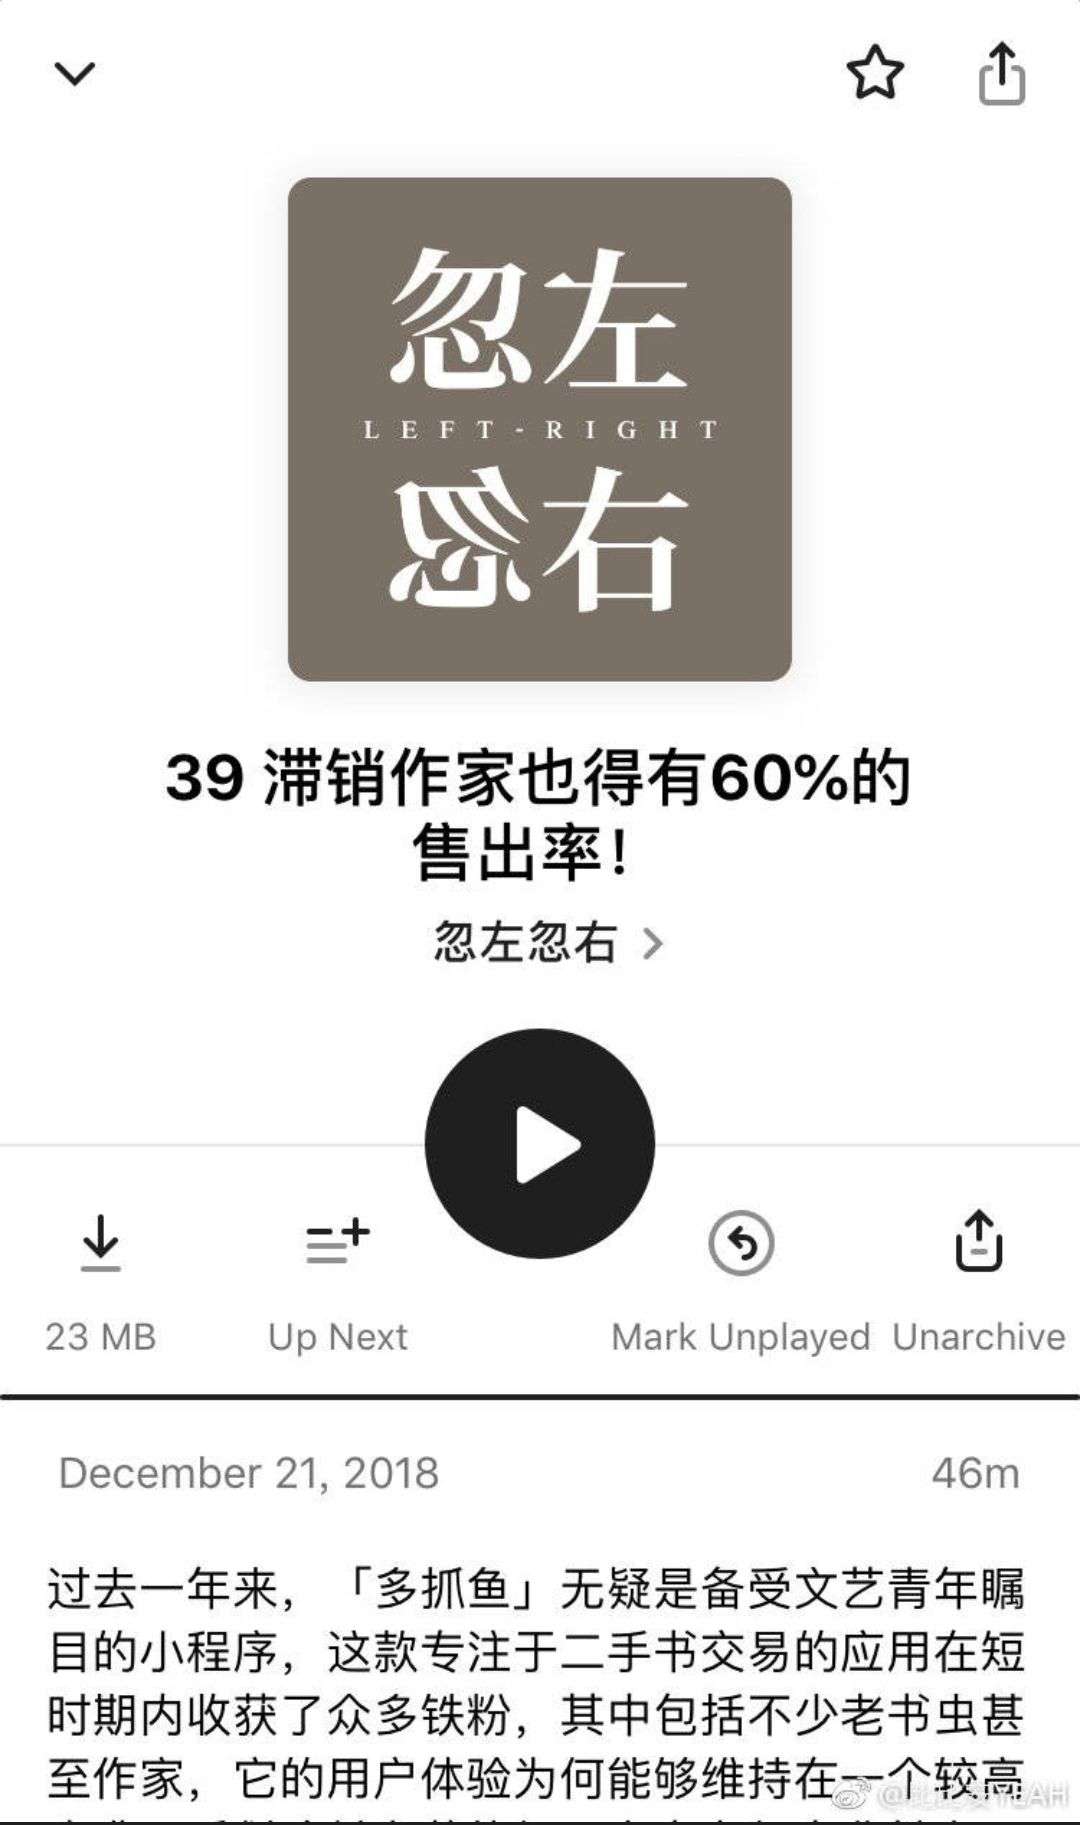 忽左
LEFT-RIGHT
忽右
39 滞销作家也得有60%的
售出率！
忽左忽右
23 MB
Up Next
Mark Unplayed
Unarchive
December 21, 2018
46m
过去一年来，「多抓鱼」无疑是备受文艺青年瞩
目的小程序，这款专注于二手书交易的应用在短
时期内收获了众多铁粉，其中包括不少老书虫甚
至作家，它的用户体验为何能够维持在一个较高
YEAH